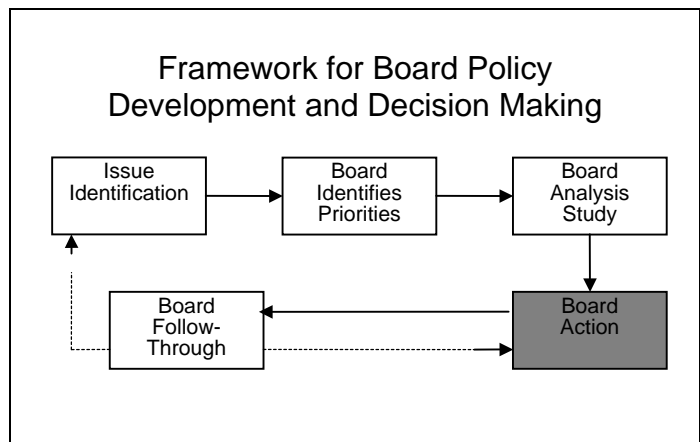 Framework for Board Policy
Development and Decision Making
Issue
Identification
Board
Identifies
Priorities
Board
Analysis
Study
Board
Follow-
Through
Board
Action